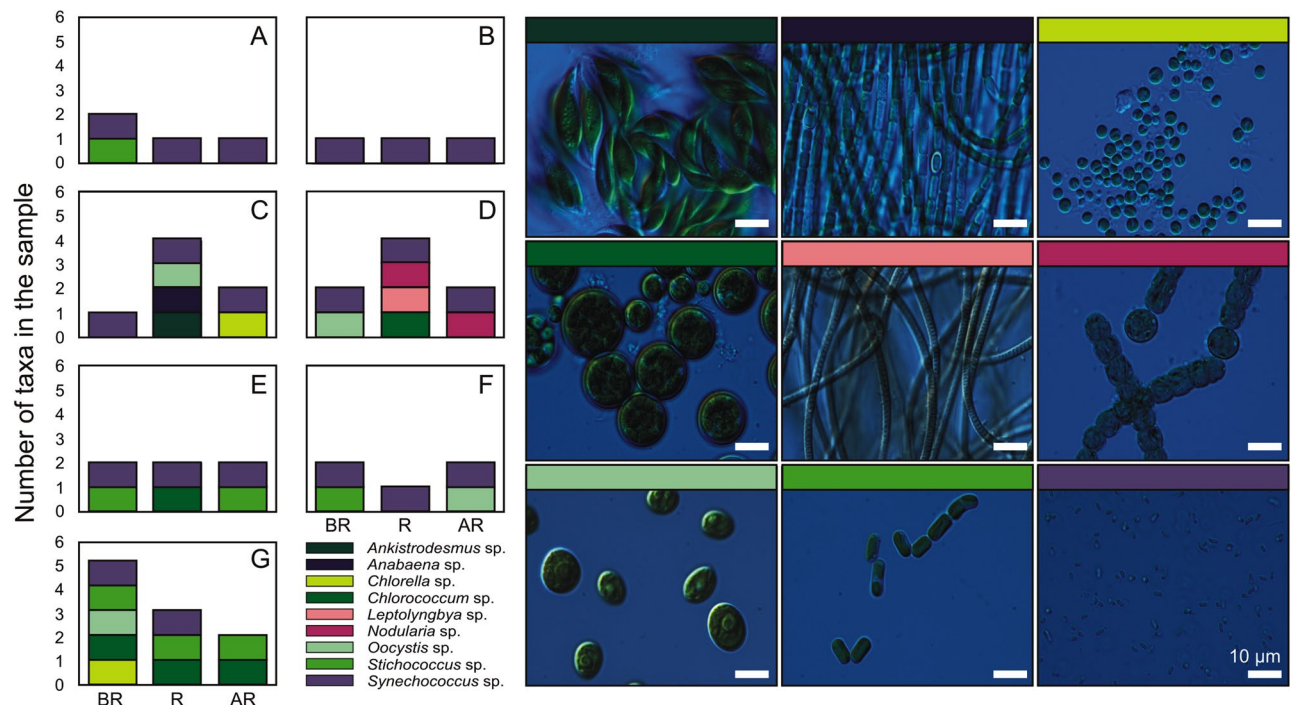 Number of taxa in the sample
6
5
4
3
2
1
0
A
B
6
5
4
3
2
1
0
C
D
6
5
4
3
2
1
0
E
F
BR R AR
6
5
4
3
2
1
0
G
BR R AR
Ankistrodesmus sp.
Anabaena sp.
Chlorella sp.
Chlorococcum sp.
Leptolyngbya sp.
Nodularia sp.
Oocystis sp.
Stichococcus sp.
Synechococcus sp.
10 µm